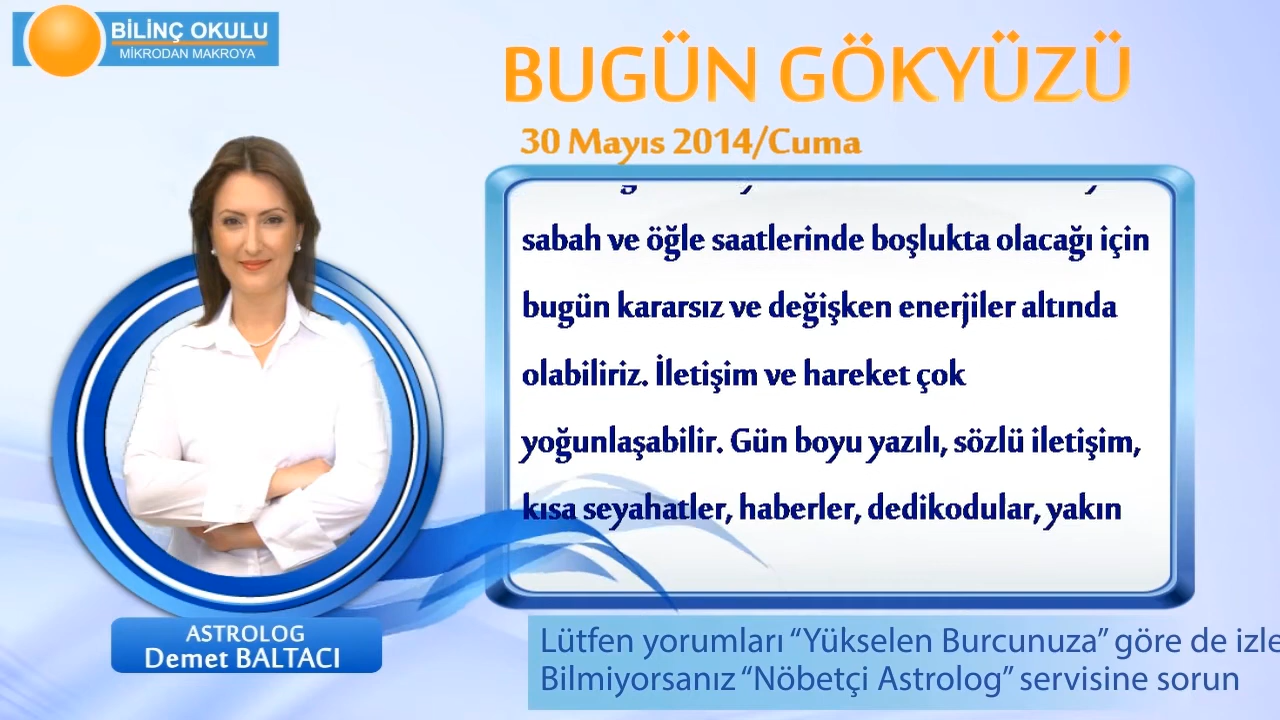 BİLİNÇ OKULU
MİKRODAN MAKROYA
BUGÜN GÖKYÜZÜ
30 Mayıs 2014/Cuma
sabah ve öğle saatlerinde boşlukta olacağı için
bugün kararsız ve değişken enerjiler altında
olabiliriz. İletişim ve hareket çok
yoğunlaşabilir. Gün boyu yazılı, sözlü iletişim,
kısa seyahatler, haberler, dedikodular, yakın
ASTROLOG
Demet BALTACI
Lütfen yorumları “Yükselen Burcunuza” göre de izle
Bilmiyorsanız “Nöbetçi Astrolog” servisine sorun